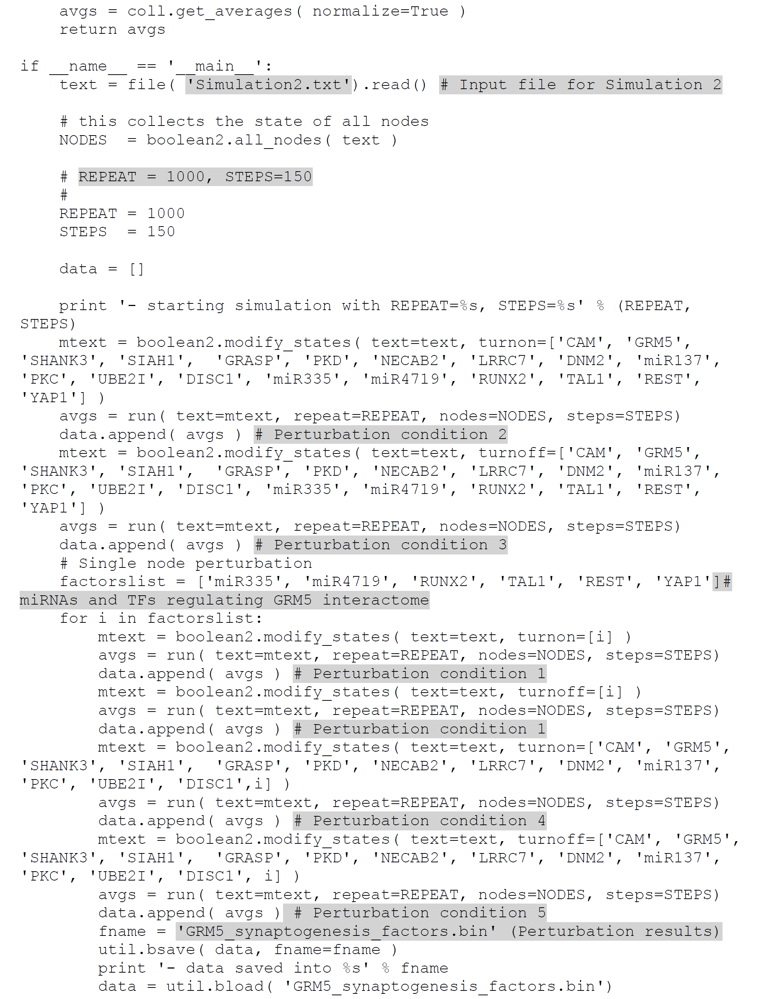 avgs = coll.get_averages( normalize=True )
    return avgs

if __name__ == '__main__':
    text = file( 'Simulation2.txt').read() # Input file for Simulation 2

    # this collects the state of all nodes
    NODES  = boolean2.all_nodes( text )

    # REPEAT = 1000, STEPS=150
    #
    REPEAT = 1000
    STEPS  = 150

    data = []

    print '- starting simulation with REPEAT=%s, STEPS=%s' % (REPEAT,
STEPS)
    mtext = boolean2.modify_states( text=text, turnon=['CAM', 'GRM5',
'SHANK3', 'SIAH1',  'GRASP', 'PKD', 'NECAB2', 'LRRC7', 'DNM2', 'miR137',
'PKC', 'UBE2I', 'DISC1', 'miR335', 'miR4719', 'RUNX2', 'TAL1', 'REST',
'YAP1'] )
    avgs = run( text=mtext, repeat=REPEAT, nodes=NODES, steps=STEPS)
    data.append( avgs ) # Perturbation condition 2
    mtext = boolean2.modify_states( text=text, turnoff=['CAM', 'GRM5',
'SHANK3', 'SIAH1',  'GRASP', 'PKD', 'NECAB2', 'LRRC7', 'DNM2', 'miR137',
'PKC', 'UBE2I', 'DISC1', 'miR335', 'miR4719', 'RUNX2', 'TAL1', 'REST',
'YAP1'] )
    avgs = run( text=mtext, repeat=REPEAT, nodes=NODES, steps=STEPS)
    data.append( avgs ) # Perturbation condition 3
    # Single node perturbation
    factorslist = ['miR335', 'miR4719', 'RUNX2', 'TAL1', 'REST', 'YAP1']#
miRNAs and TFs regulating GRM5 interactome
    for i in factorslist:
        mtext = boolean2.modify_states( text=text, turnon=[i] )
        avgs = run( text=mtext, repeat=REPEAT, nodes=NODES, steps=STEPS)
        data.append( avgs ) # Perturbation condition 1
        mtext = boolean2.modify_states( text=text, turnoff=[i] )
        avgs = run( text=mtext, repeat=REPEAT, nodes=NODES, steps=STEPS)
        data.append( avgs ) # Perturbation condition 1
        mtext = boolean2.modify_states( text=text, turnon=['CAM', 'GRM5',
'SHANK3', 'SIAH1',  'GRASP', 'PKD', 'NECAB2', 'LRRC7', 'DNM2', 'miR137',
'PKC', 'UBE2I', 'DISC1',i] )
        avgs = run( text=mtext, repeat=REPEAT, nodes=NODES, steps=STEPS)
        data.append( avgs ) # Perturbation condition 4
        mtext = boolean2.modify_states( text=text, turnoff=['CAM', 'GRM5',
'SHANK3', 'SIAH1',  'GRASP', 'PKD', 'NECAB2', 'LRRC7', 'DNM2', 'miR137',
'PKC', 'UBE2I', 'DISC1', i] )
        avgs = run( text=mtext, repeat=REPEAT, nodes=NODES, steps=STEPS)
        data.append( avgs ) # Perturbation condition 5
        fname = 'GRM5_synaptogenesis_factors.bin' (Perturbation results)
        util.bsave( data, fname=fname )
        print '- data saved into %s' % fname
        data = util.bload( 'GRM5_synaptogenesis_factors.bin')